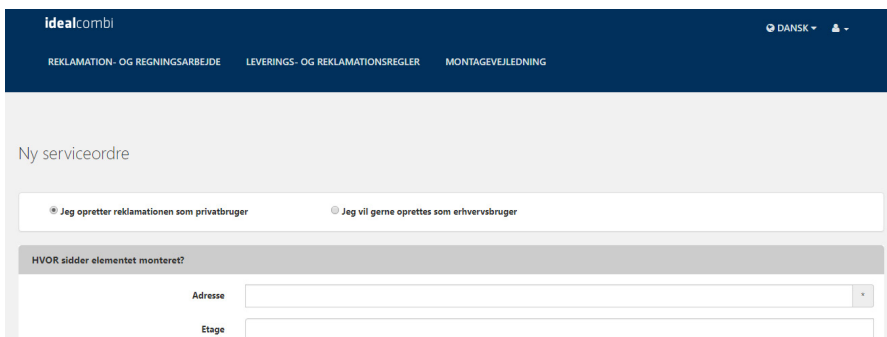 idealcombi
DANSK
REKLAMATION- OG REGNINGSARBEJDE LEVERINGS- OG REKLAMATIONSREGLER MONTAGEVEJLEDNING
Ny serviceordre
Jeg opretter reklamationen som privatbruger Jeg vil gerne oprettes som erhvervsbruger
HVOR sidder elementet monteret?
Adresse *
Etage